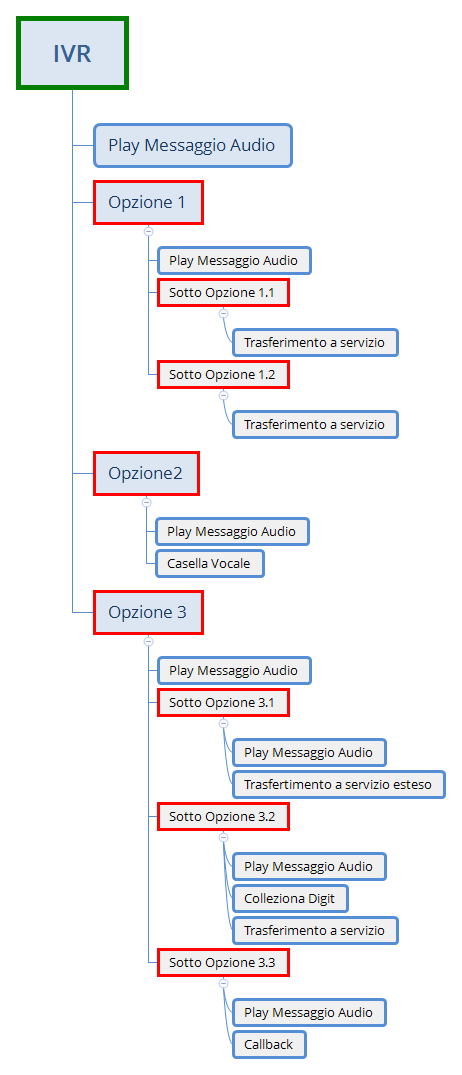 IVR
Play Messaggio Audio
Opzione 1
Play Messaggio Audio
Sotto Opzione 1.1
Trasferimento a servizio
Sotto Opzione 1.2
Trasferimento a servizio
Opzione2
Play Messaggio Audio
Casella Vocale
Opzione 3
Play Messaggio Audio
Sotto Opzione 3.1
Play Messaggio Audio
Trasfertimento a servizio esteso
Sotto Opzione 3.2
Play Messaggio Audio
Colleziona Digit
Trasferimento a servizio
Sotto Opzione 3.3
Play Messaggio Audio
Callback